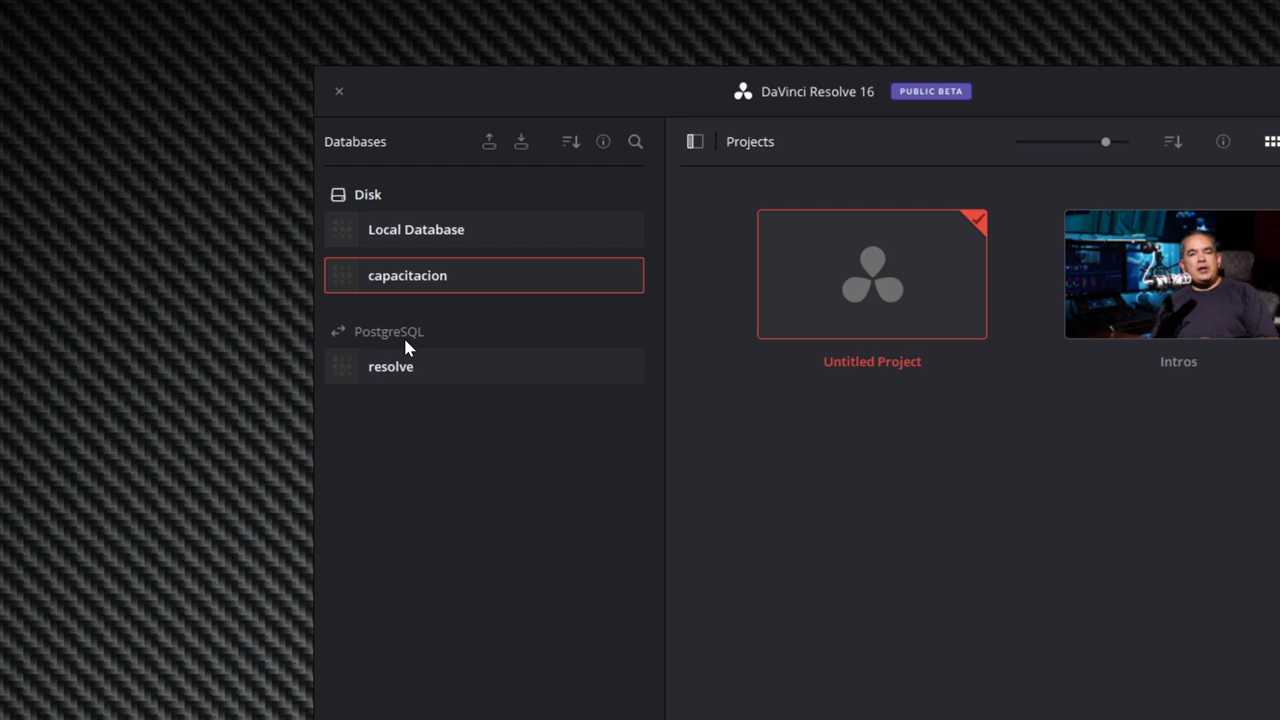 DaVinci Resolve 16 PUBLIC BETA
Databases
Projects
Disk
Local Database
capacitacion
PostgreSQL
resolve
Untitled Project
Intros